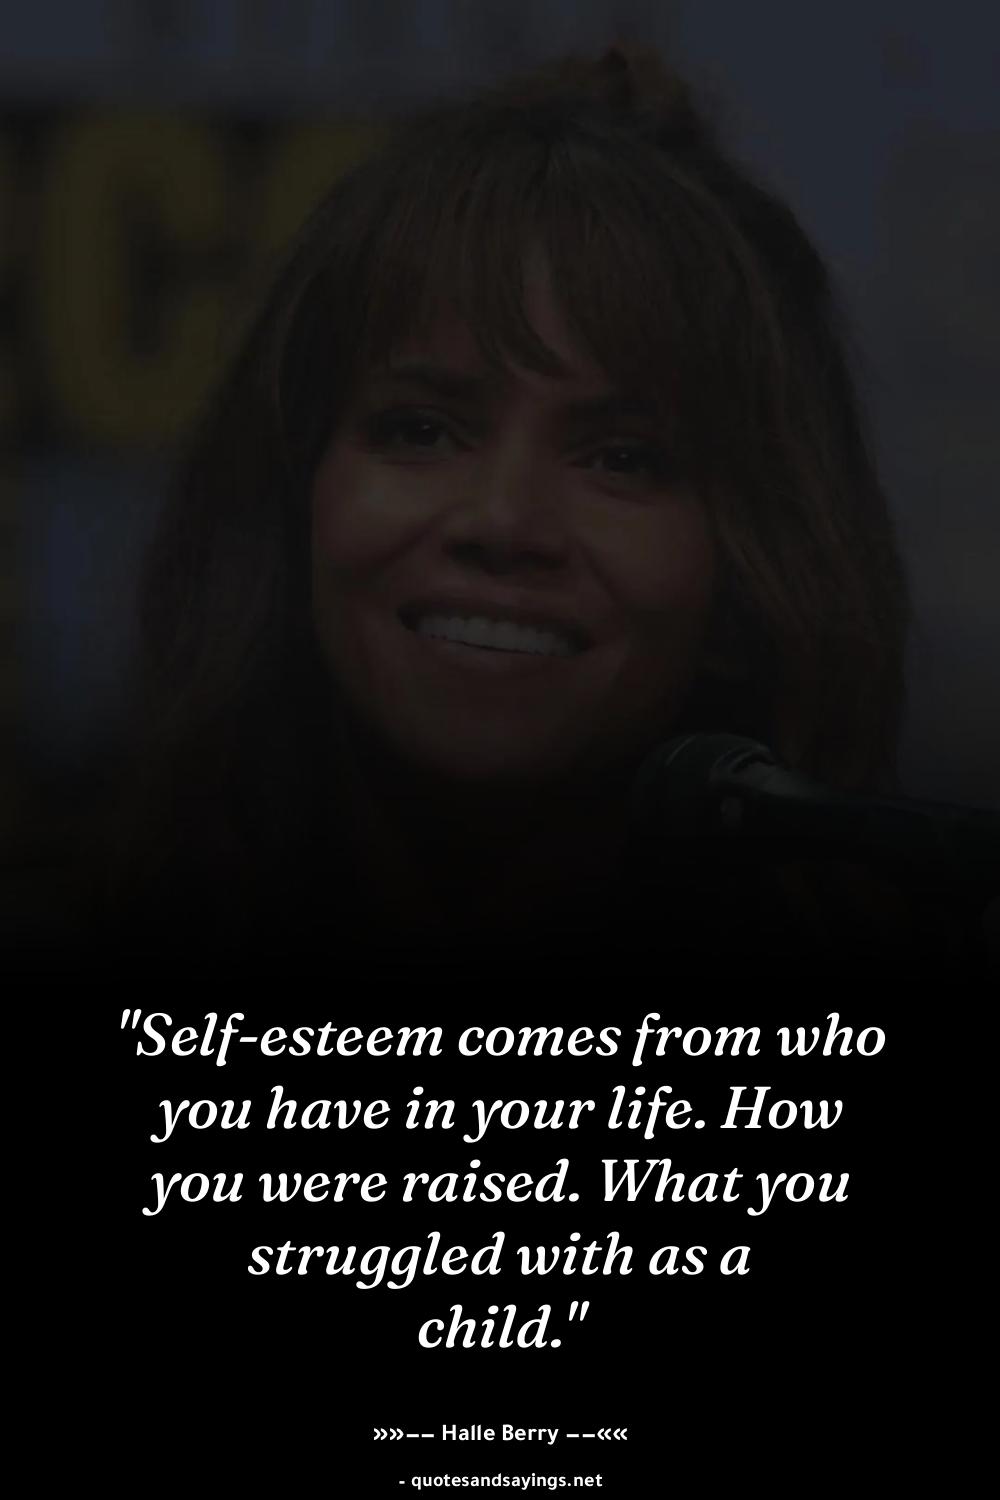 "Self-esteem comes from who
you have in your life. How
you were raised. What you
struggled with as a
child."
»»–– Halle Berry ––««
- quotesandsayings.net